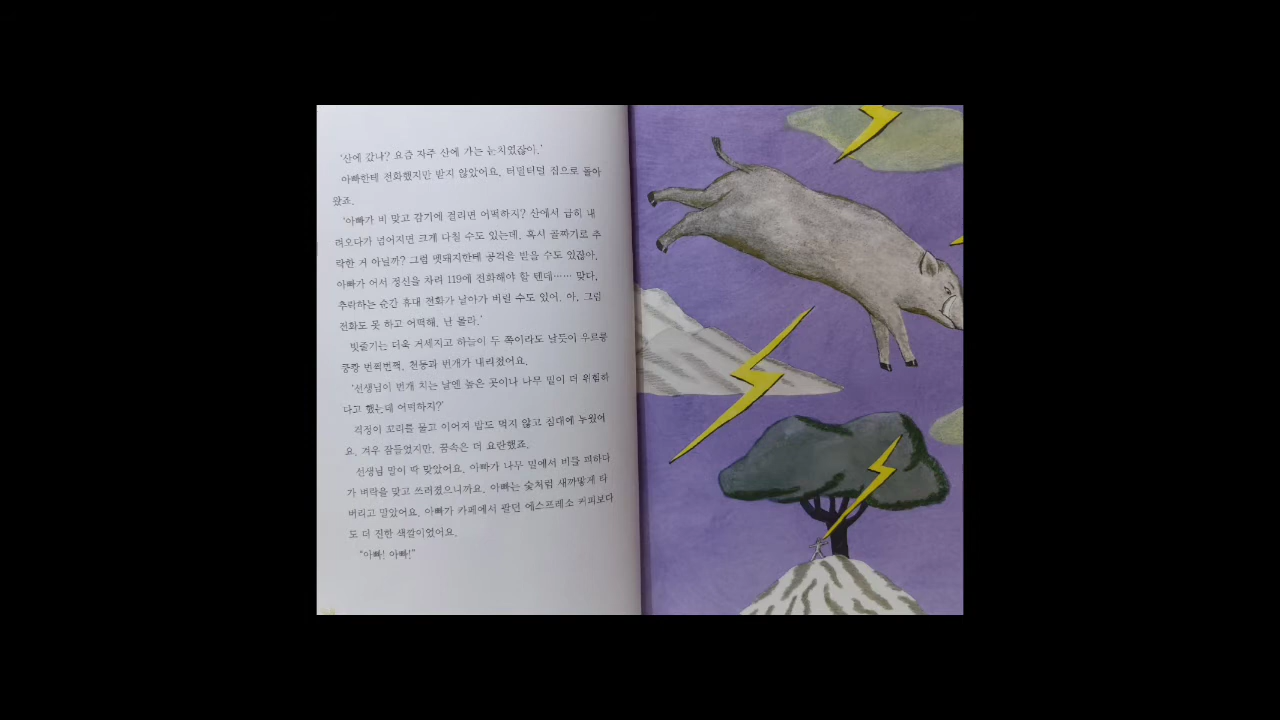 '산에 갔나? 요즘 자주 산에 가는 눈치였잖아.'
아빠한테 전화했지만 받지 않았어요. 터덜터덜 집으로 돌아
왔죠.
'아빠가 비 맞고 감기에 걸리면 어떡하지? 산에서 급히 내
려오다가 넘어지면 크게 다칠 수도 있는데. 혹시 골짜기로 추
락한 거 아닐까? 그럼 멧돼지한테 공격을 받을 수도 있잖아.
아빠가 어서 정신을 차려 119에 전화해야 할 텐데…… 맞다,
추락하는 순간 휴대 전화가 날아가 버릴 수도 있어. 아, 그럼
전화도 못 하고 어떡해. 난 몰라.'
빗줄기는 더욱 거세지고 하늘이 두 쪽이라도 날듯이 우르릉
쿵쾅 번쩍번쩍, 천둥과 번개가 내리쳤어요.
'선생님이 번개 치는 날엔 높은 곳이나 나무 밑이 더 위험하
다고 했는데 어떡하지?'
걱정이 꼬리를 물고 이어져 밥도 먹지 않고 침대에 누웠어
요. 겨우 잠들었지만, 꿈속은 더 요란했죠.
선생님 말이 딱 맞았어요. 아빠가 나무 밑에서 비를 피하다
가 벼락을 맞고 쓰러졌으니까요. 아빠는 숯처럼 새까맣게 타
버리고 말았어요. 아빠가 카페에서 팔던 에스프레소 커피보다
도 더 진한 색깔이었어요.
"아빠! 아빠!"